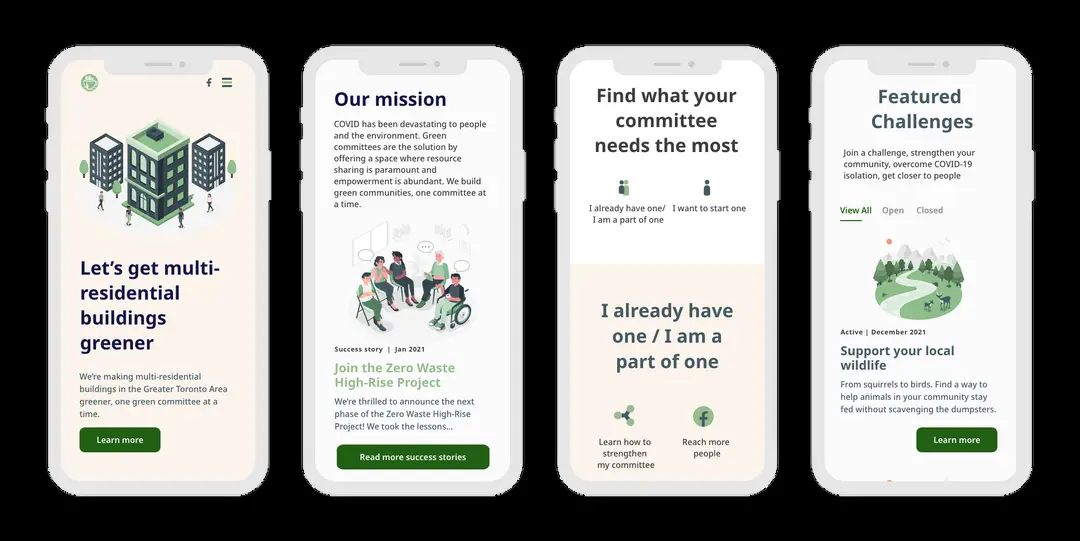 Let's get multi-
residential
buildings
greener
We're making multi-residential
buildings in the Greater Toronto Area
greener, one green committee at a
time.
Learn more
Our mission
COVID has been devastating to people
and the environment. Green
committees are the solution by
offering a space where resource
sharing is paramount and
empowerment is abundant. We build
green communities, one committee at
a time.
Success story | Jan 2021
Join the Zero Waste
High-Rise Project
We're thrilled to announce the next
phase of the Zero Waste High-Rise
Project! We took the lessons...
Read more success stories
Find what your
committee
needs the most
I already have one/
I am a part of one
I want to start one
I already have
one / I am a
part of one
Learn how to
strengthen
my committee
Reach more
people
Featured
Challenges
Join a challenge, strengthen your
community, overcome COVID-19
isolation, get closer to people
View All Open Closed
Active | December 2021
Support your local
wildlife
From squirrels to birds. Find a way to
help animals in your community stay
fed without scavenging the dumpsters.
Learn more